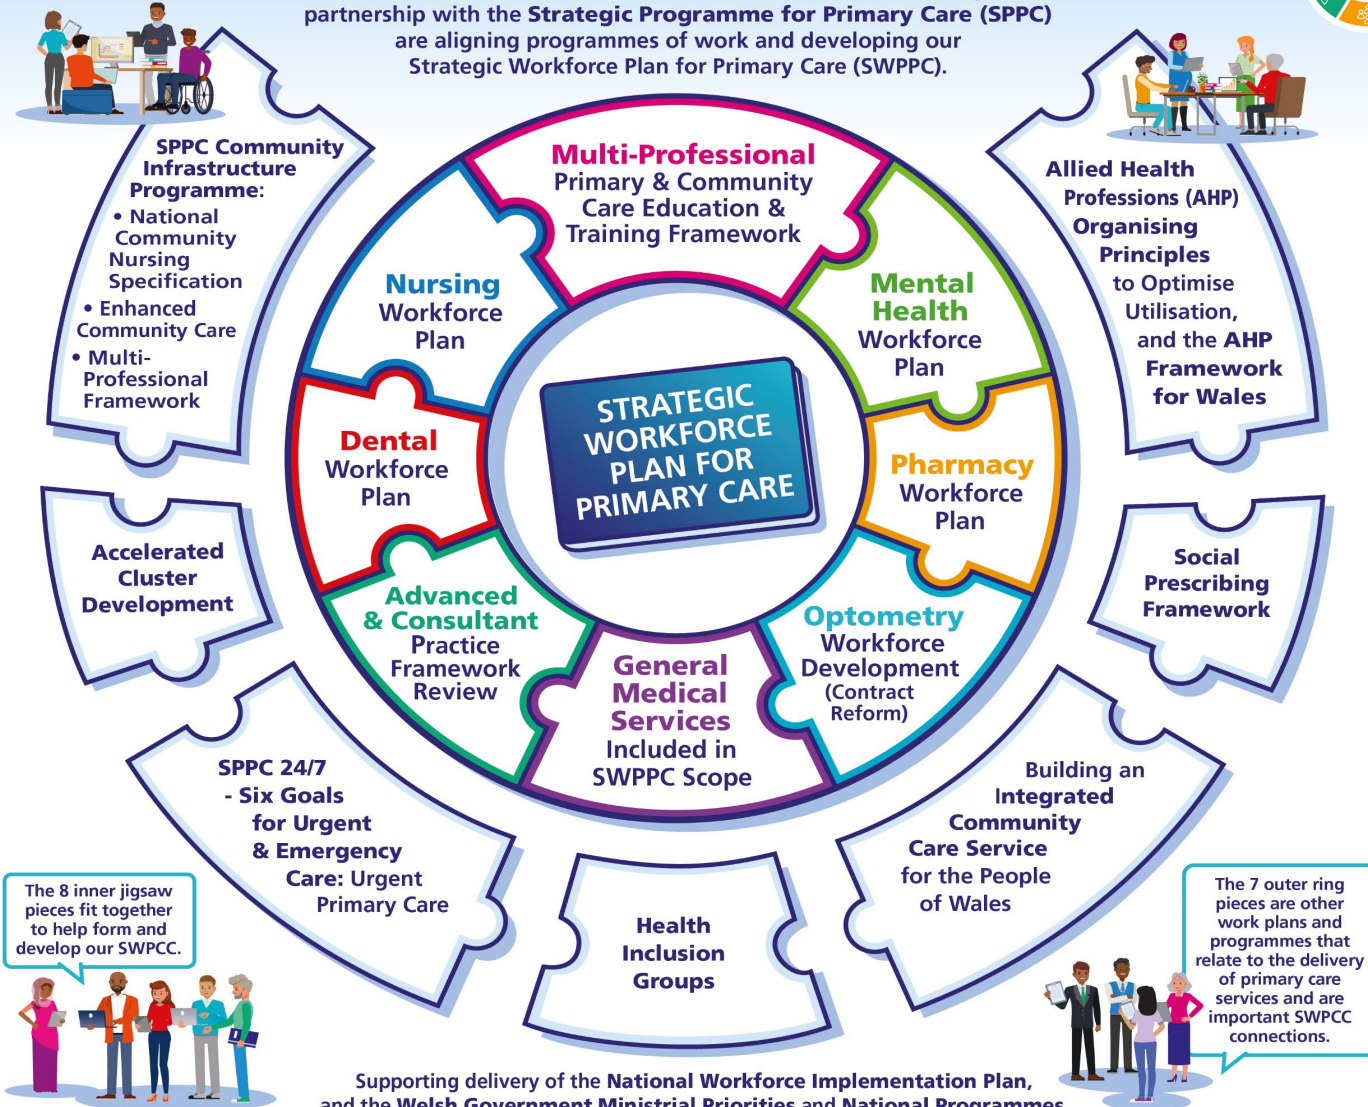 partnership with the Strategic Programme for Primary Care (SPPC)
are aligning programmes of work and developing our
Strategic Workforce Plan for Primary Care (SWPPC).
SPPC Community
Infrastructure
Programme:
• National
Community
Nursing
Specification
• Enhanced
Community Care
• Multi-
Professional
Framework
Multi-Professional
Primary & Community
Care Education &
Training Framework
Allied Health
Professions (AHP)
Organising
Principles
to Optimise
Utilisation,
and the AHP
Framework
for Wales
Nursing
Workforce
Plan
Mental
Health
Workforce
Plan
STRATEGIC
WORKFORCE
PLAN FOR
PRIMARY CARE
Dental
Workforce
Plan
Pharmacy
Workforce
Plan
Accelerated
Cluster
Development
Social
Prescribing
Framework
Advanced
& Consultant
Practice
Framework
Review
General
Medical
Services
Included in
SWPPC Scope
Optometry
Workforce
Development
(Contract
Reform)
SPPC 24/7
- Six Goals
for Urgent
& Emergency
Care: Urgent
Primary Care
Building an
Integrated
Community
Care Service
for the People
of Wales
Health
Inclusion
Groups
The 8 inner jigsaw
pieces fit together
to help form and
develop our SWPCC.
The 7 outer ring
pieces are other
work plans and
programmes that
relate to the delivery
of primary care
services and are
important SWPCC
connections.
Supporting delivery of the National Workforce Implementation Plan,
and the Welsh Government Ministrial Priorities and National Programmes